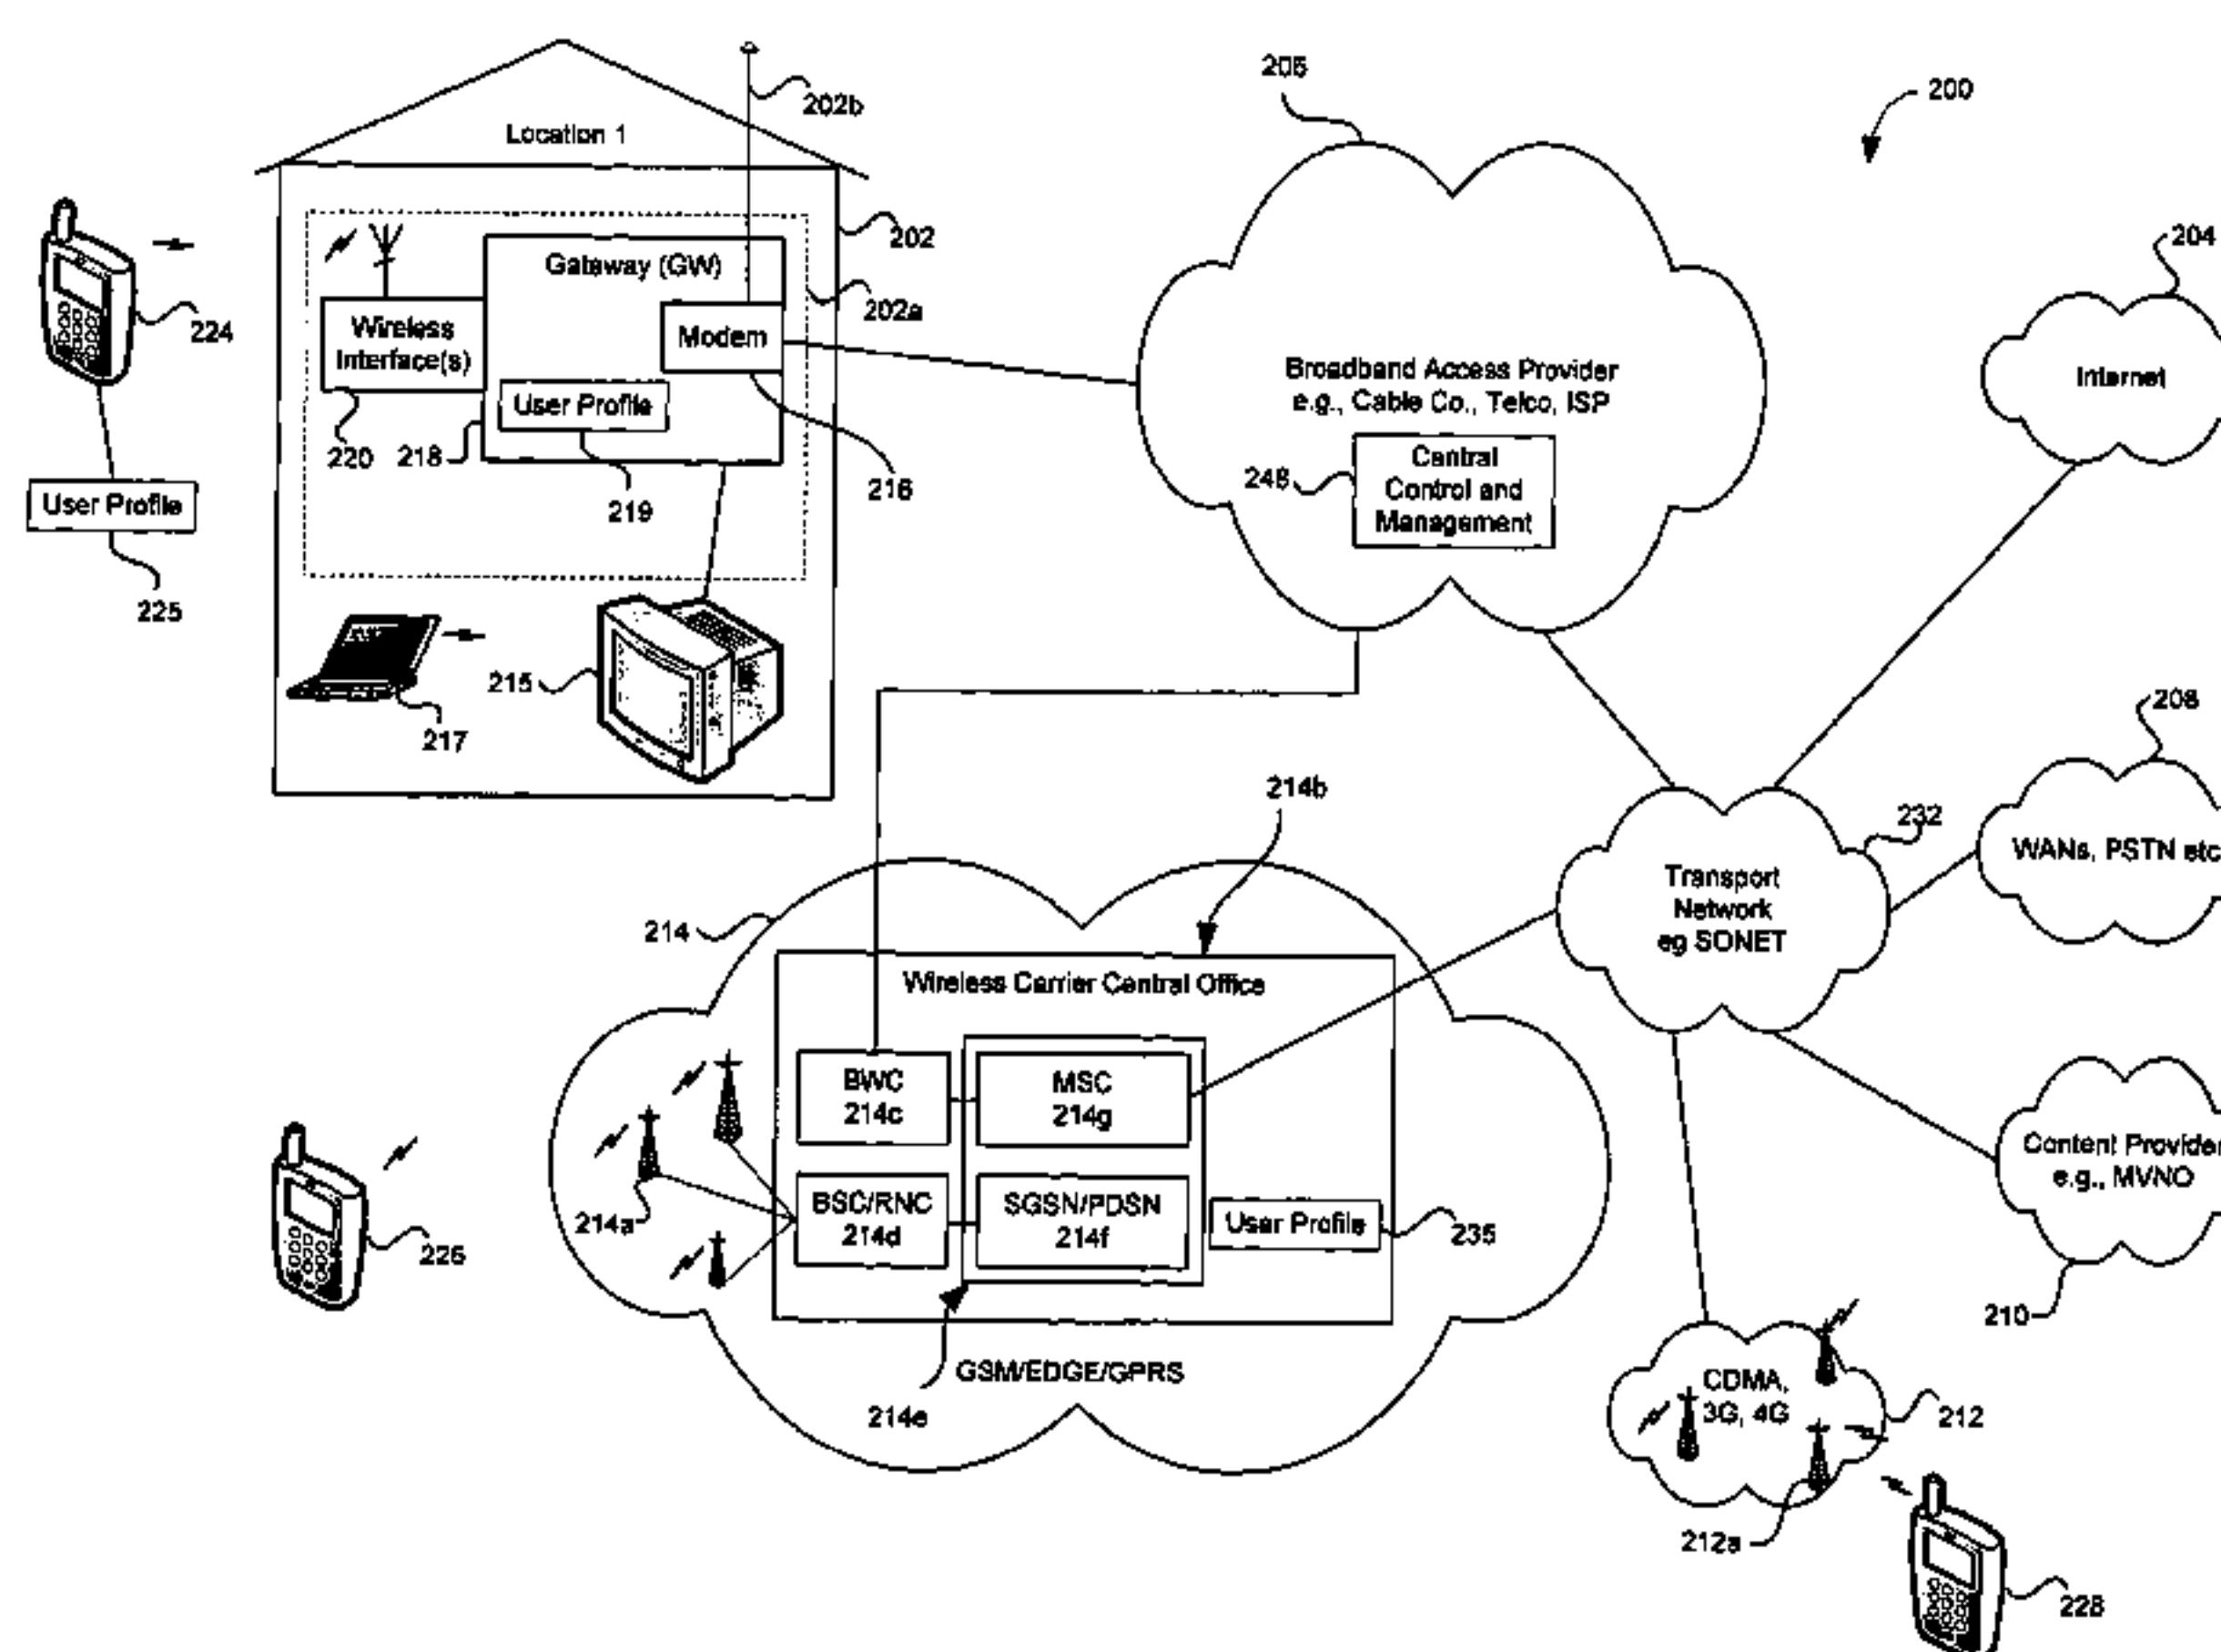 200
202b
Location 1
202
202a
Gateway (GW)
Wireless
Interface(s)
Modem
User Profile
220
218
219
216
224
User Profile
225
217
215
206
Broadband Access Provider
e.g., Cable Co., Telco, ISP
248
Central
Control and
Management
204
Internet
208
WANs, PSTN etc
232
Transport
Network
eg SONET
214b
214
Wireless Carrier Central Office
BWC
214c
MSC
214g
BSC/RNC
214d
SGSN/PDSN
214f
User Profile
235
214a
226
GSM/EDGE/GPRS
214e
Content Provider
e.g., MVNO
210
CDMA,
3G, 4G
212
212a
228